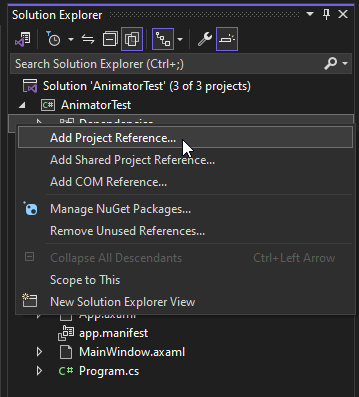 Solution Explorer
Search Solution Explorer (Ctrl+;)
Solution 'AnimatorTest' (3 of 3 projects)
C# AnimatorTest
Dependencies
Add Project Reference...
Add Shared Project Reference...
Add COM Reference...
Manage NuGet Packages...
Remove Unused References...
Collapse All Descendants Ctrl+Left Arrow
Scope to This
New Solution Explorer View
App.axaml
app.manifest
MainWindow.axaml
C# Program.cs